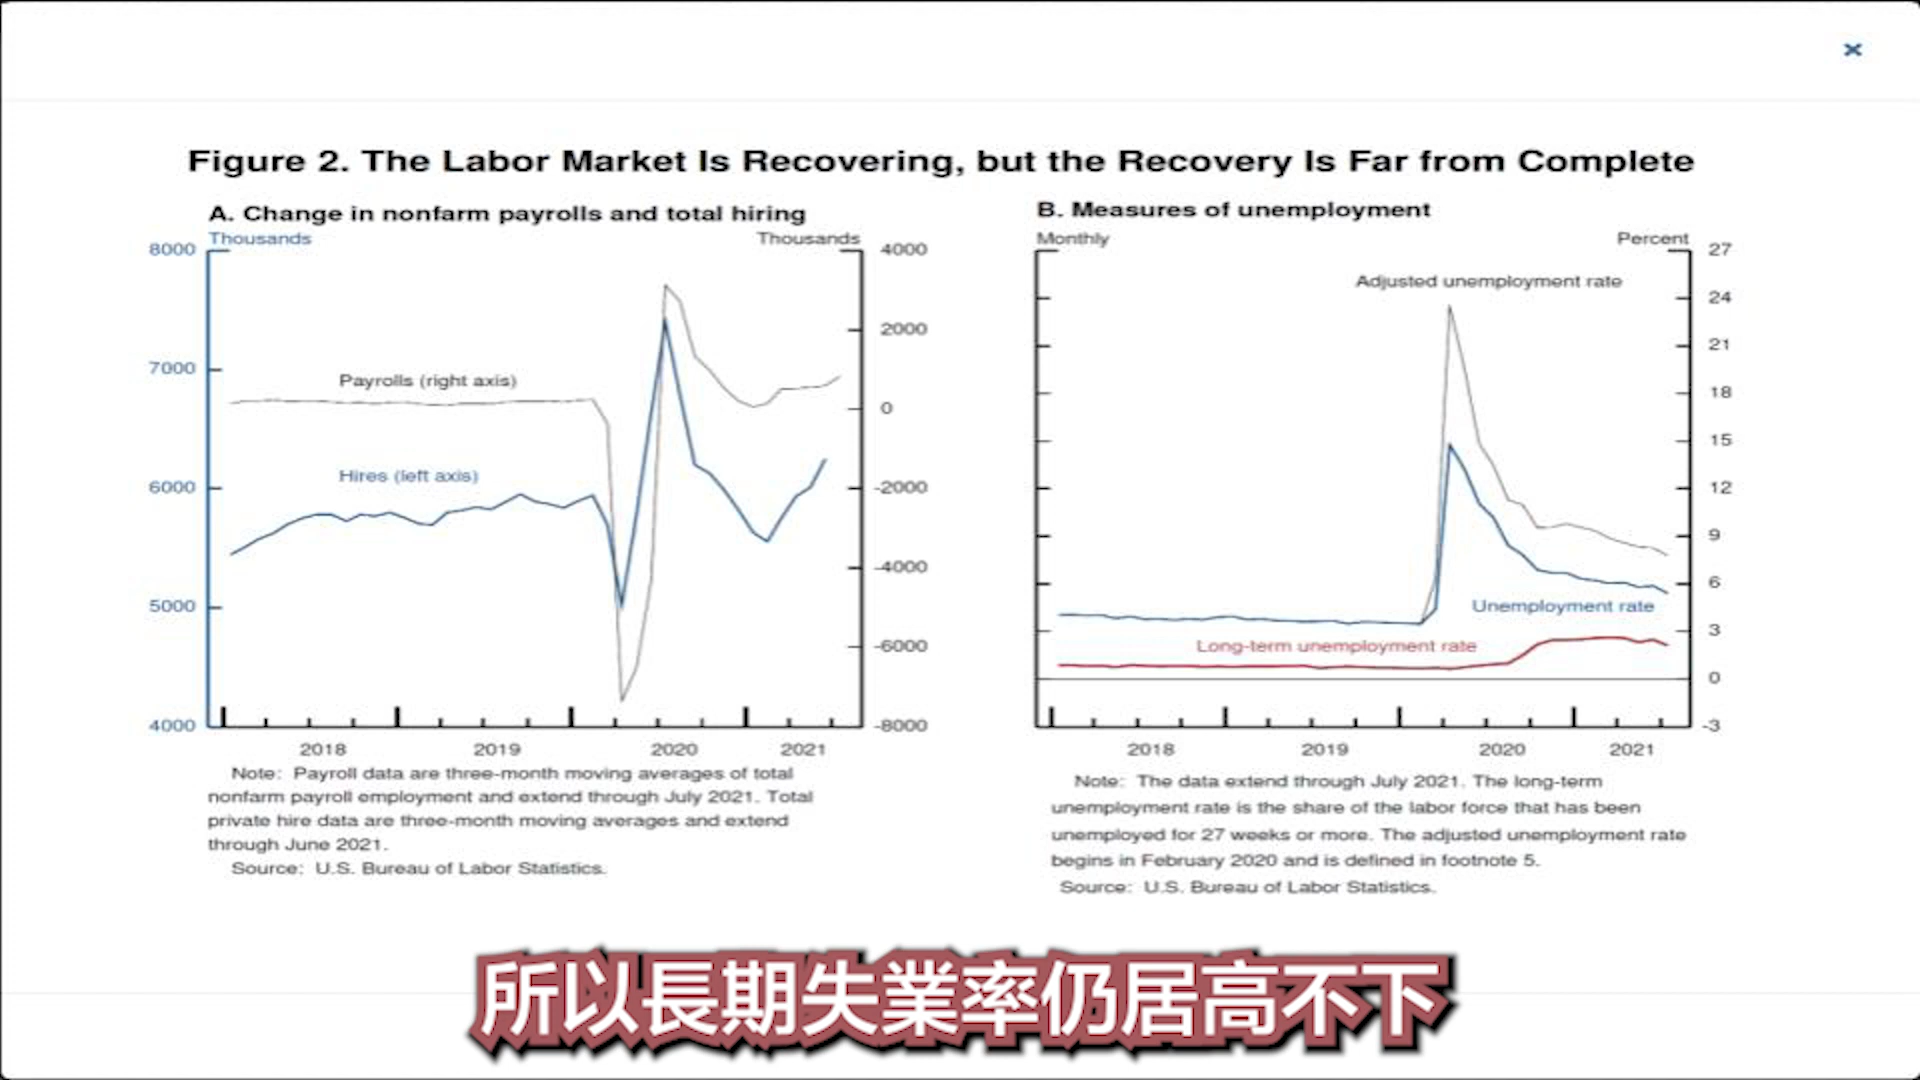 ×
Figure 2. The Labor Market Is Recovering, but the Recovery Is Far from Complete
A. Change in nonfarm payrolls and total hiring
Thousands
Thousands
8000
7000
6000
5000
4000
4000
2000
0
-2000
-4000
-6000
-8000
Payrolls (right axis)
Hires (left axis)
2018
2019
2020
2021
Note: Payroll data are three-month moving averages of total
nonfarm payroll employment and extend through July 2021. Total
private hire data are three-month moving averages and extend
through June 2021.
Source: U.S. Bureau of Labor Statistics.
B. Measures of unemployment
Monthly
Percent
27
24
21
18
15
12
9
6
3
0
-3
Adjusted unemployment rate
Unemployment rate
Long-term unemployment rate
2018
2019
2020
2021
Note: The data extend through July 2021. The long-term
unemployment rate is the share of the labor force that has been
unemployed for 27 weeks or more. The adjusted unemployment rate
begins in February 2020 and is defined in footnote 5.
Source: U.S. Bureau of Labor Statistics.
所以長期失業率仍居高不下